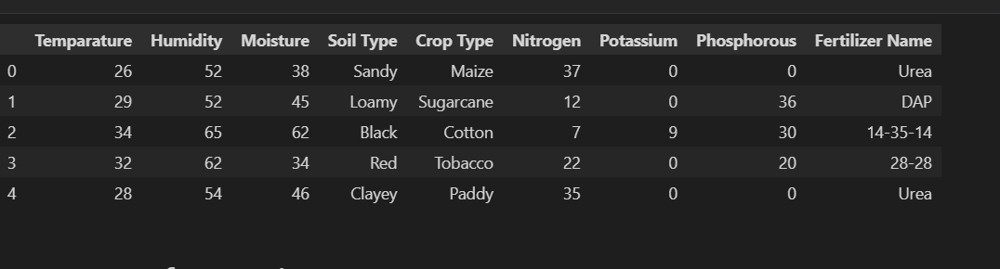 Temparature Humidity Moisture Soil Type Crop Type Nitrogen Potassium Phosphorous Fertilizer Name
0 26 52 38 Sandy Maize 37 0 0 Urea
1 29 52 45 Loamy Sugarcane 12 0 36 DAP
2 34 65 62 Black Cotton 7 9 30 14-35-14
3 32 62 34 Red Tobacco 22 0 20 28-28
4 28 54 46 Clayey Paddy 35 0 0 Urea